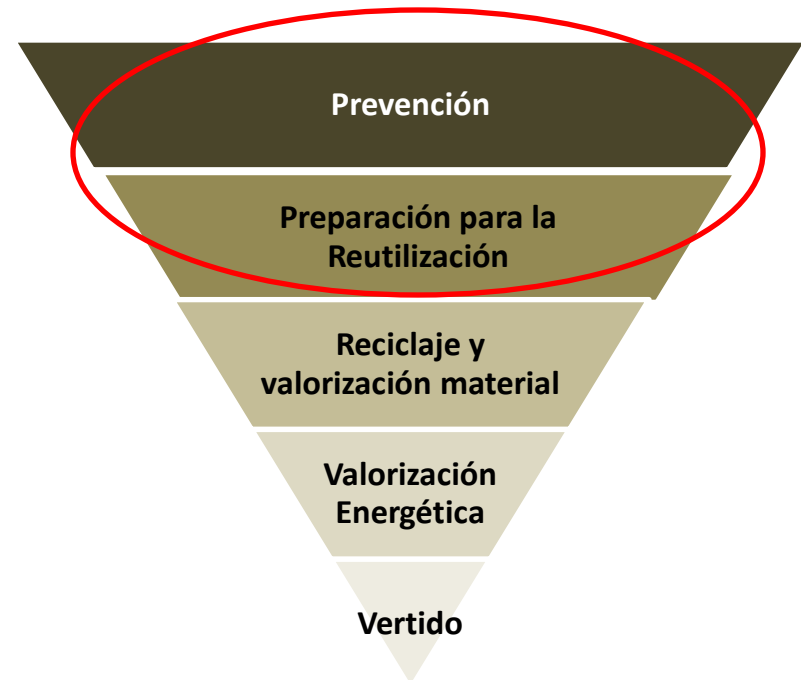 Prevención
Preparación para la
Reutilización
Reciclaje y
valorización material
Valorización
Energética
Vertido